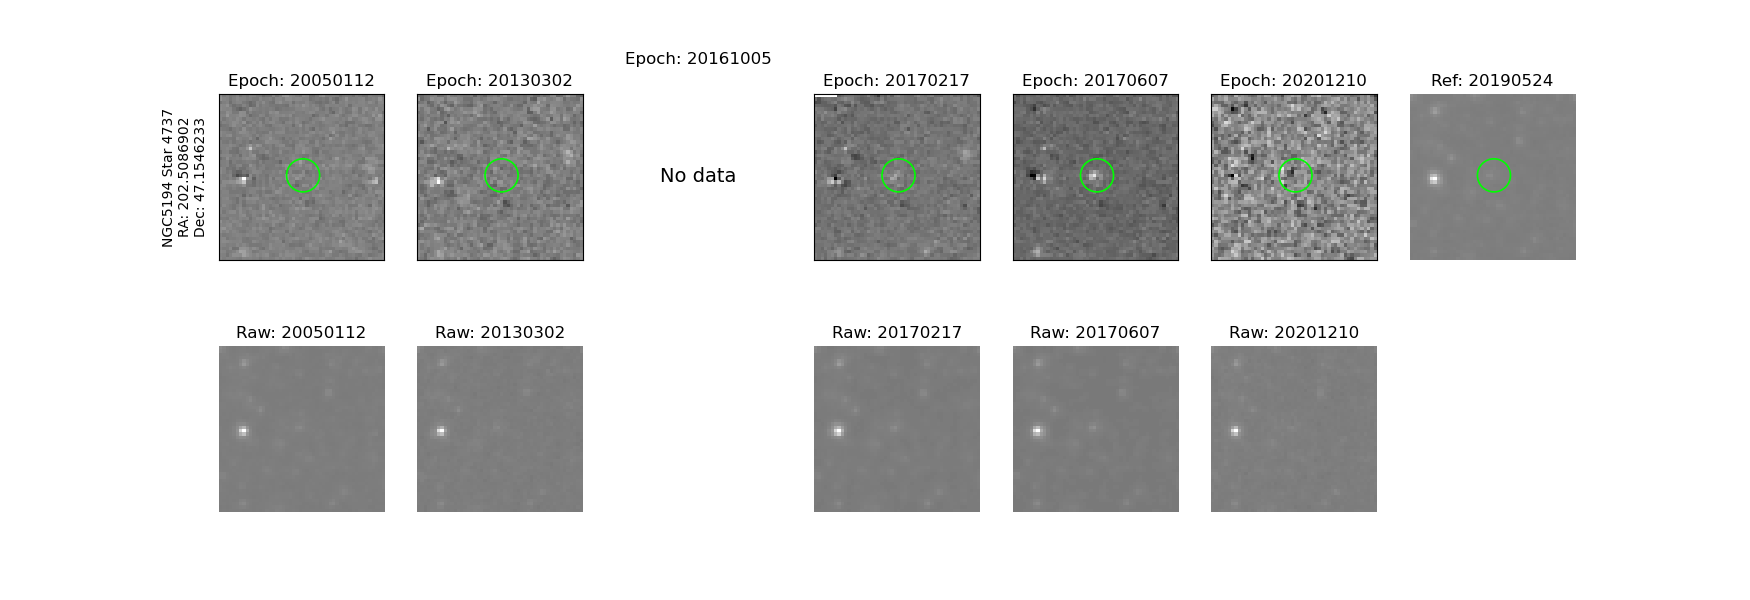 Epoch: 20161005
Epoch: 20050112
Epoch: 20130302
Epoch: 20170217
Epoch: 20170607
Epoch: 20201210
Ref: 20190524
NGC5194 Star 4737
RA: 202.5086902
Dec: 47.1546233
No data
Raw: 20050112
Raw: 20130302
Raw: 20170217
Raw: 20170607
Raw: 20201210